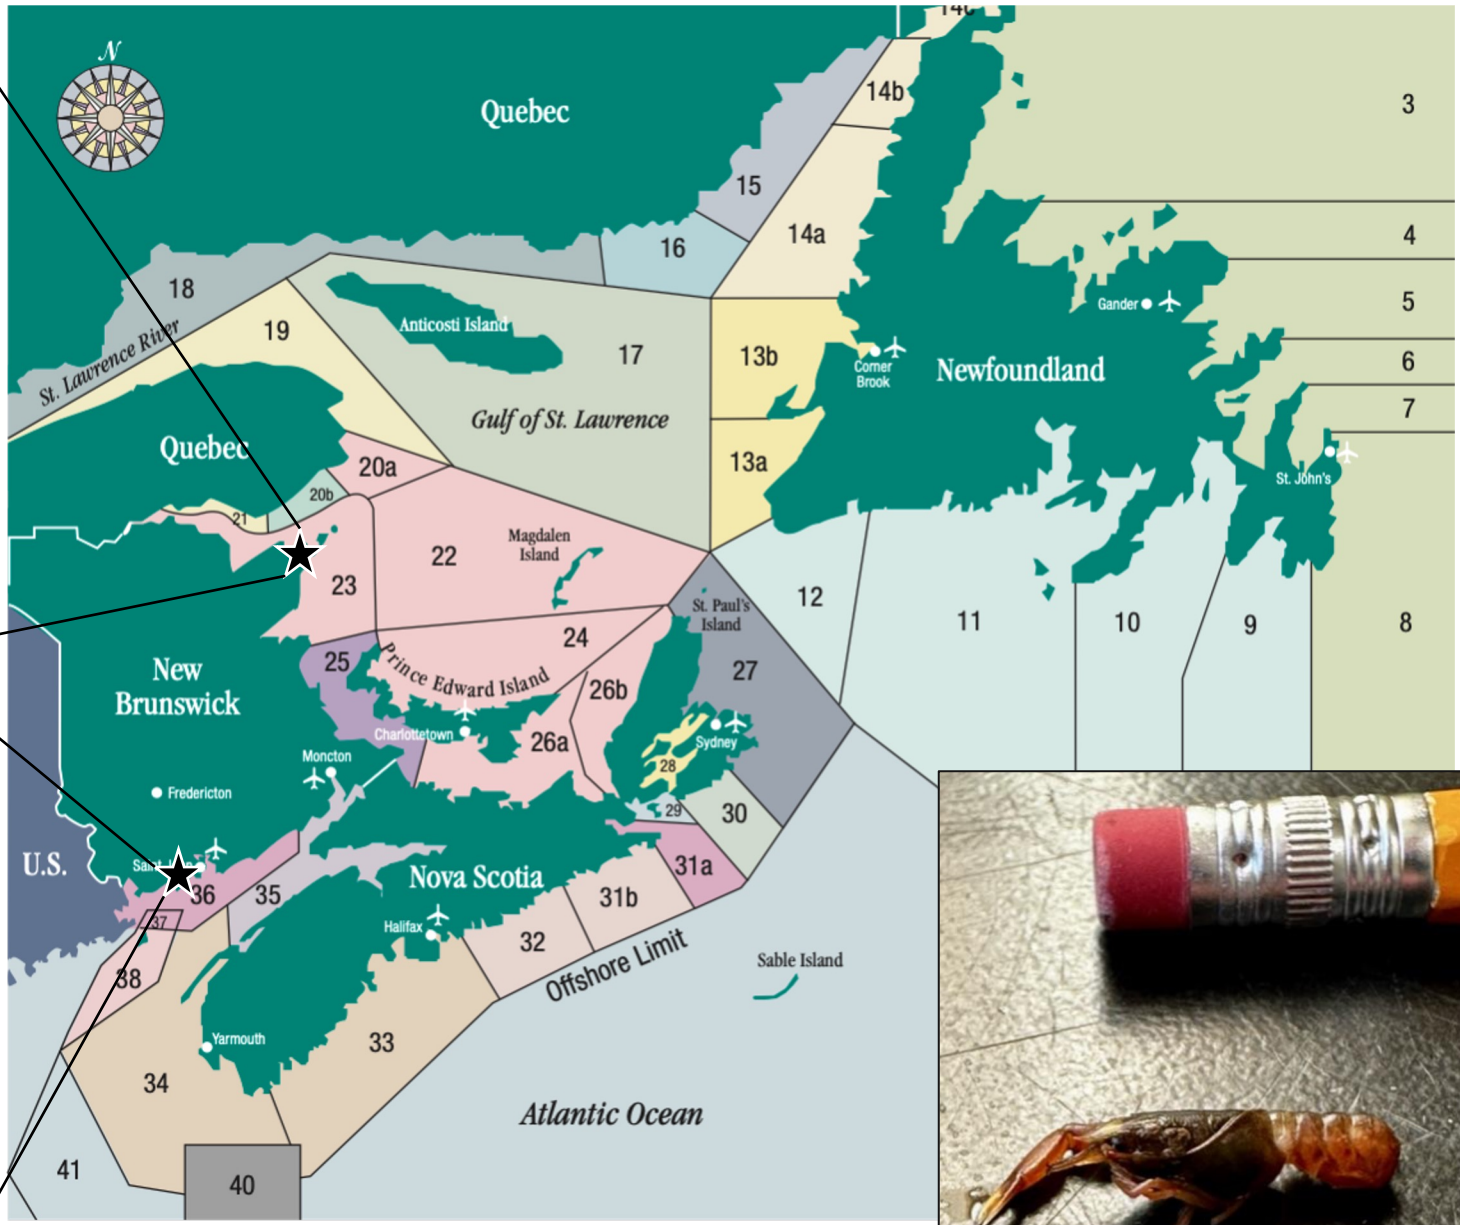 N
14c
14b
3
Quebec
15
14a
4
16
18
Gander
5
Anticosti Island
19
17
13b
Corner
Brook
Newfoundland
6
St. Lawrence River
7
Gulf of St. Lawrence
Quebec
20a
13a
St. John's
20b
21
Magdalen
Island
22
23
12
St. Paul's
Island
11
10
9
8
24
25
27
New
Brunswick
Prince Edward Island
26b
Charlottetown
Sydney
26a
Moncton
28
Fredericton
29
30
U.S.
31a
36
35
Nova Scotia
31b
37
Halifax
32
Offshore Limit
Sable Island
38
Yarmouth
33
34
Atlantic Ocean
41
40